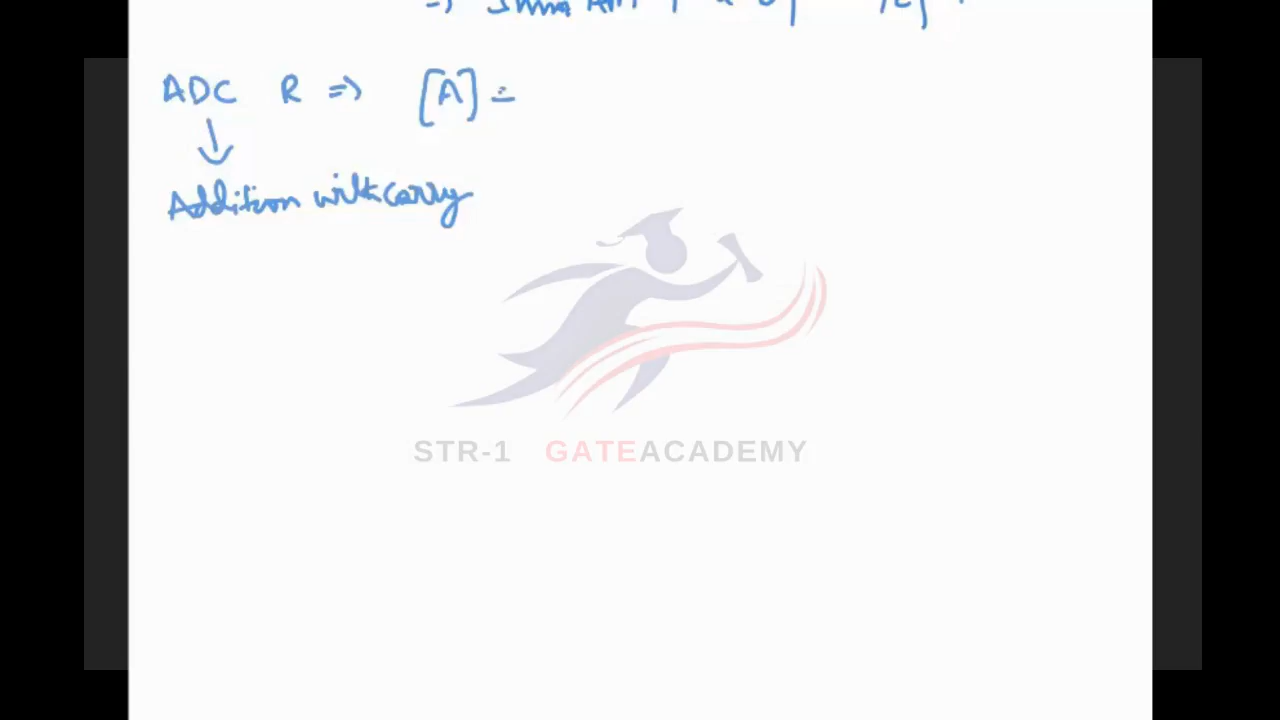 ADC R => [A] =
↓
Addition with carry
STR-1 GATEACADEMY